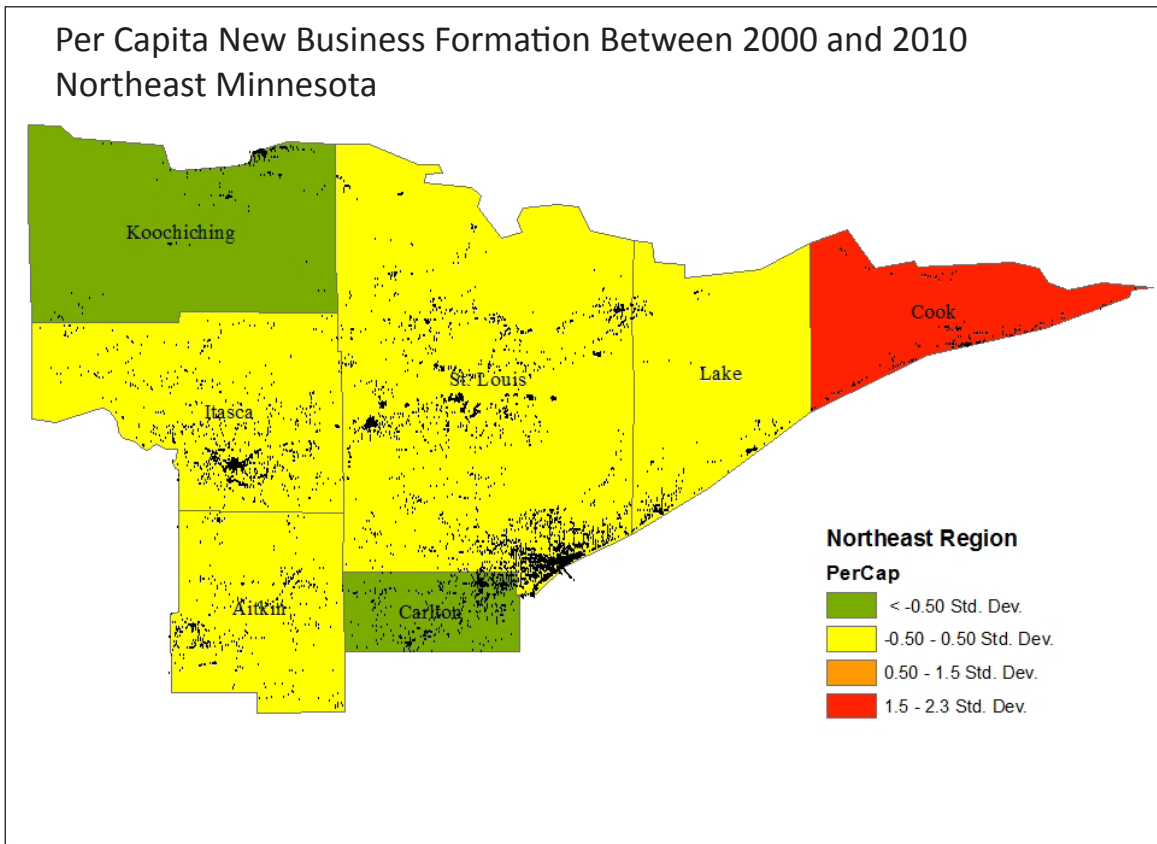 Per Capita New Business Formation Between 2000 and 2010
Northeast Minnesota
Koochiching
Cook
St. Louis
Lake
Itasca
Aitkin
Carlton
Northeast Region
PerCap
< -0.50 Std. Dev.
-0.50 - 0.50 Std. Dev.
0.50 - 1.5 Std. Dev.
1.5 - 2.3 Std. Dev.